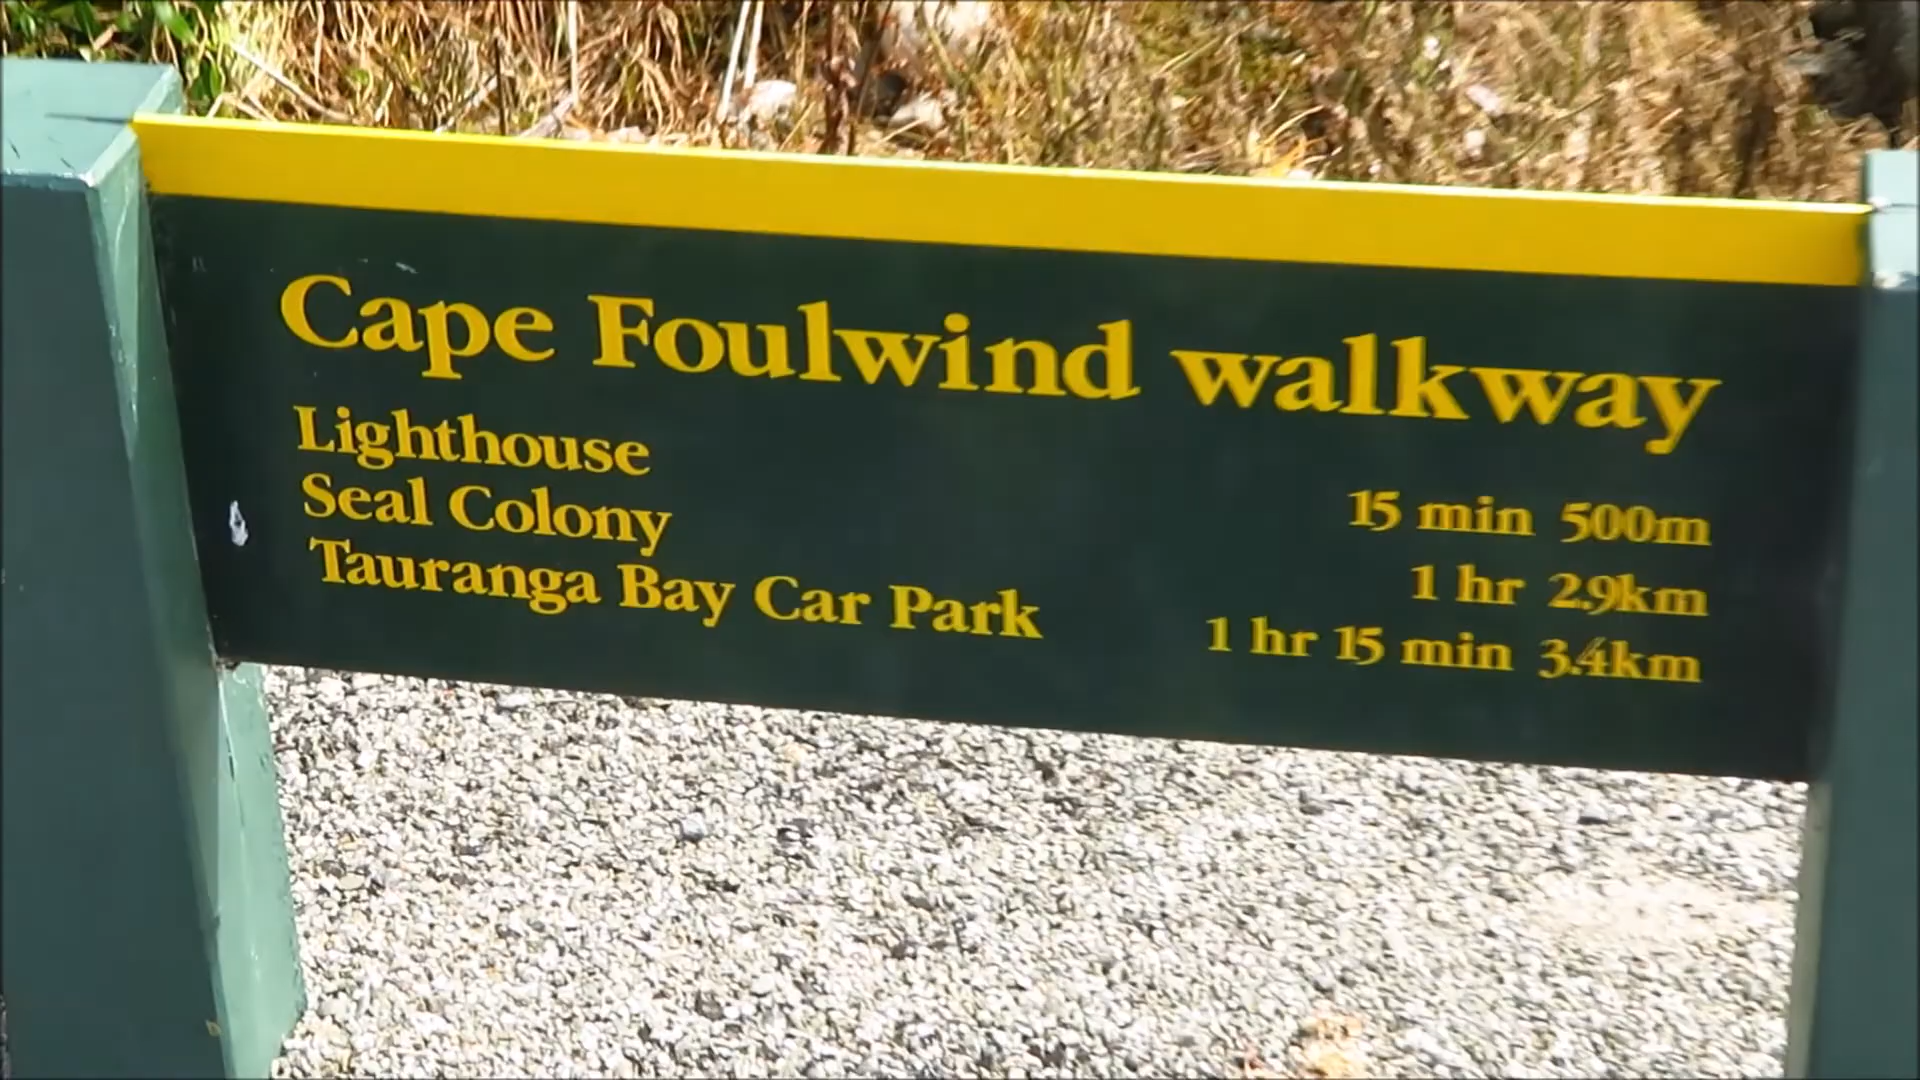 Cape Foulwind walkway
Lighthouse 15 min 500m
Seal Colony 1 hr 2.9km
Tauranga Bay Car Park 1 hr 15 min 3.4km